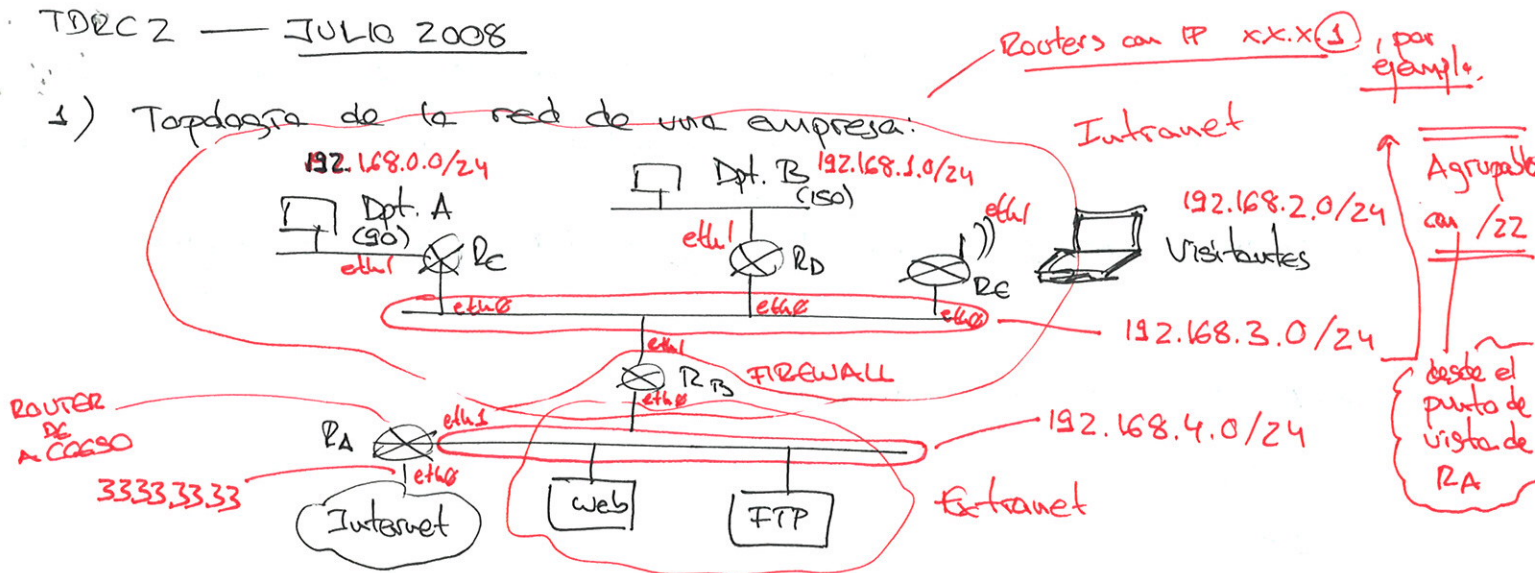 TDRC2 — JULIO 2008
Routers con IP x.x.x.1, por
ejemplo.
1) Topología de la red de una empresa:
Intranet
192.168.0.0/24
Dpt. B
192.168.1.0/24
(150)
Dpt. A
(90)
eth1
RC
eth1
RD
eth1
RE
192.168.2.0/24
Visitantes
Agrupable
con /22
eth0
eth0
eth0
192.168.3.0/24
eth1
RB
FIREWALL
eth0
desde el
punto de
vista de
RA
ROUTER
DE
ACCESO
RA
eth1
192.168.4.0/24
eth0
33.33.33.33
Internet
Web
FTP
Extranet